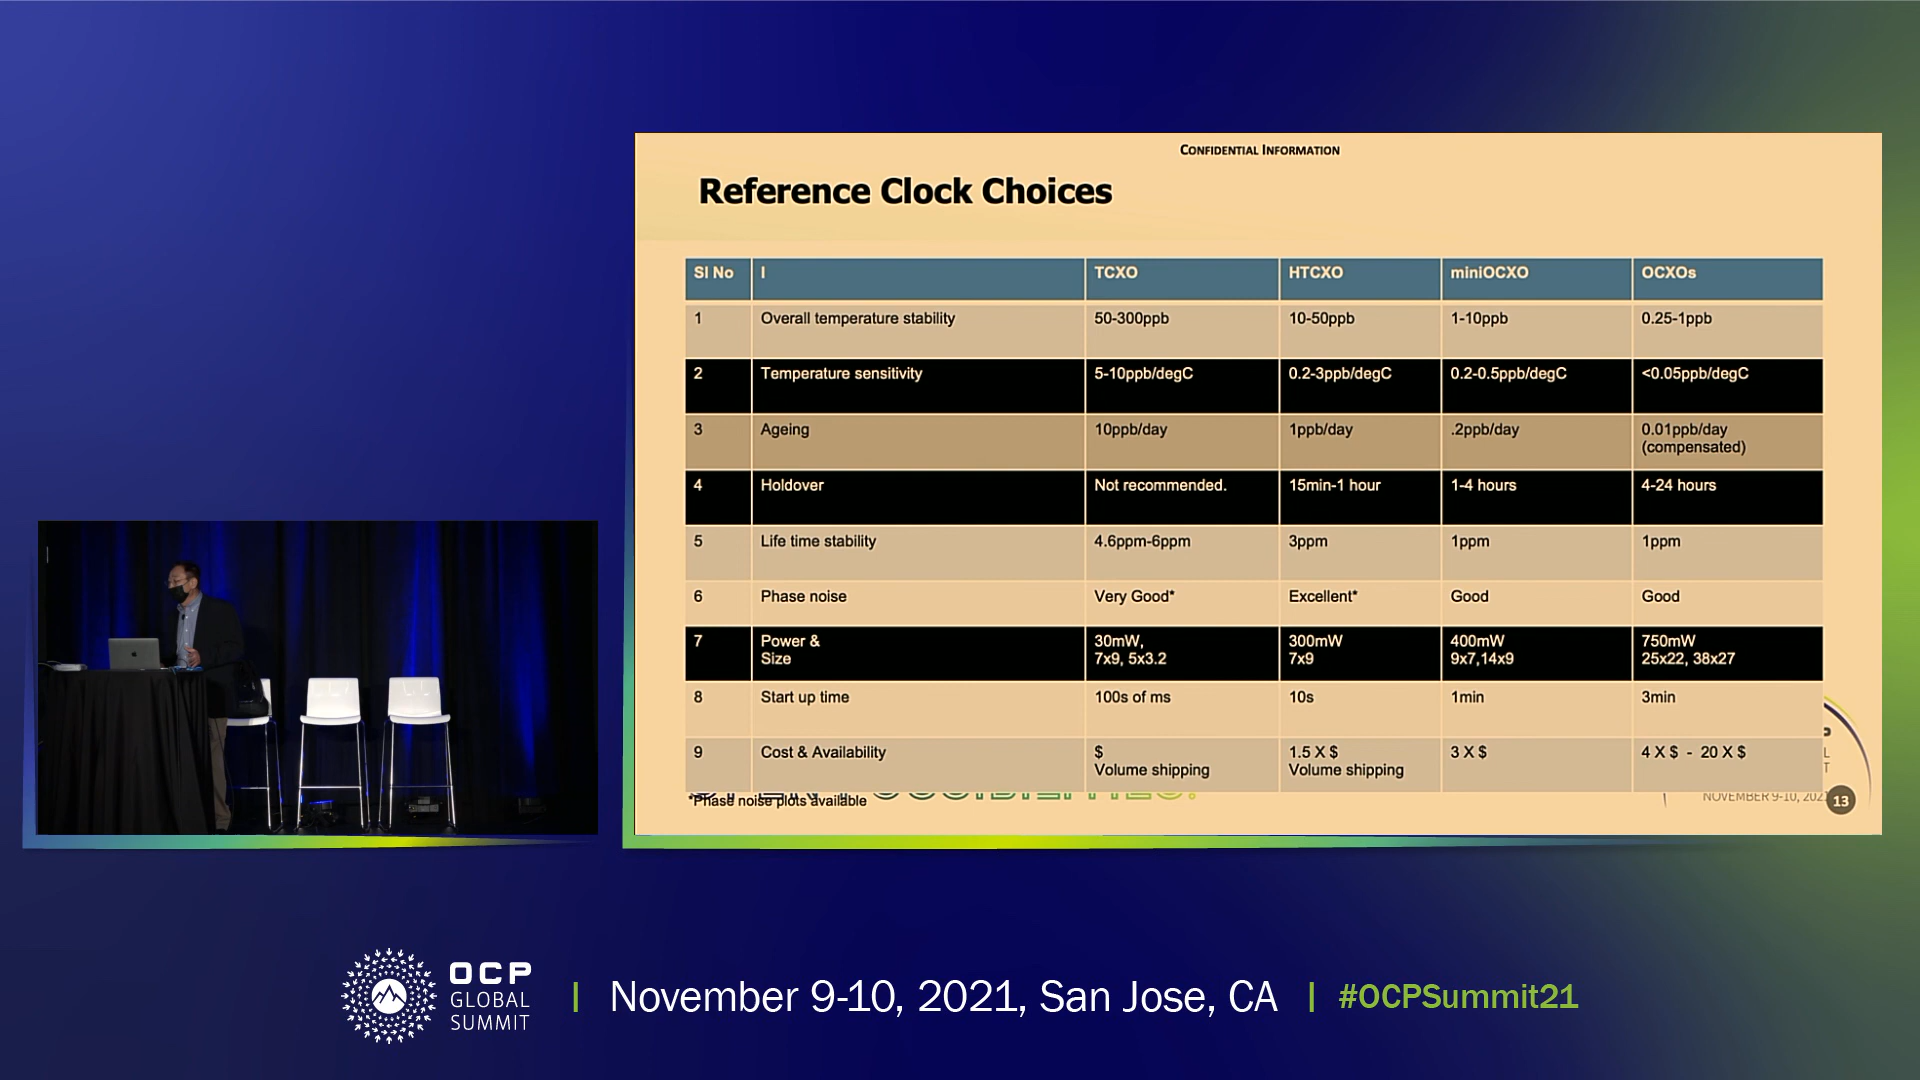 CONFIDENTIAL INFORMATION
Reference Clock Choices
Sl No I TCXO HTCXO miniOCXO OCXOs
1 Overall temperature stability 50-300ppb 10-50ppb 1-10ppb 0.25-1ppb
2 Temperature sensitivity 5-10ppb/degC 0.2-3ppb/degC 0.2-0.5ppb/degC <0.05ppb/degC
3 Ageing 10ppb/day 1ppb/day .2ppb/day 0.01ppb/day
(compensated)
4 Holdover Not recommended. 15min-1 hour 1-4 hours 4-24 hours
5 Life time stability 4.6ppm-6ppm 3ppm 1ppm 1ppm
6 Phase noise Very Good* Excellent* Good Good
7 Power & 30mW, 300mW 400mW 750mW
Size 7x9, 5x3.2 7x9 9x7,14x9 25x22, 38x27
8 Start up time 100s of ms 10s 1min 3min
9 Cost & Availability $ 1.5 X $ 3 X $ 4 X $ - 20 X $
Volume shipping Volume shipping
*Phase noise plots available
NOVEMBER 9-10, 202
13
OCP
GLOBAL
SUMMIT
November 9-10, 2021, San Jose, CA
#OCPSummit21